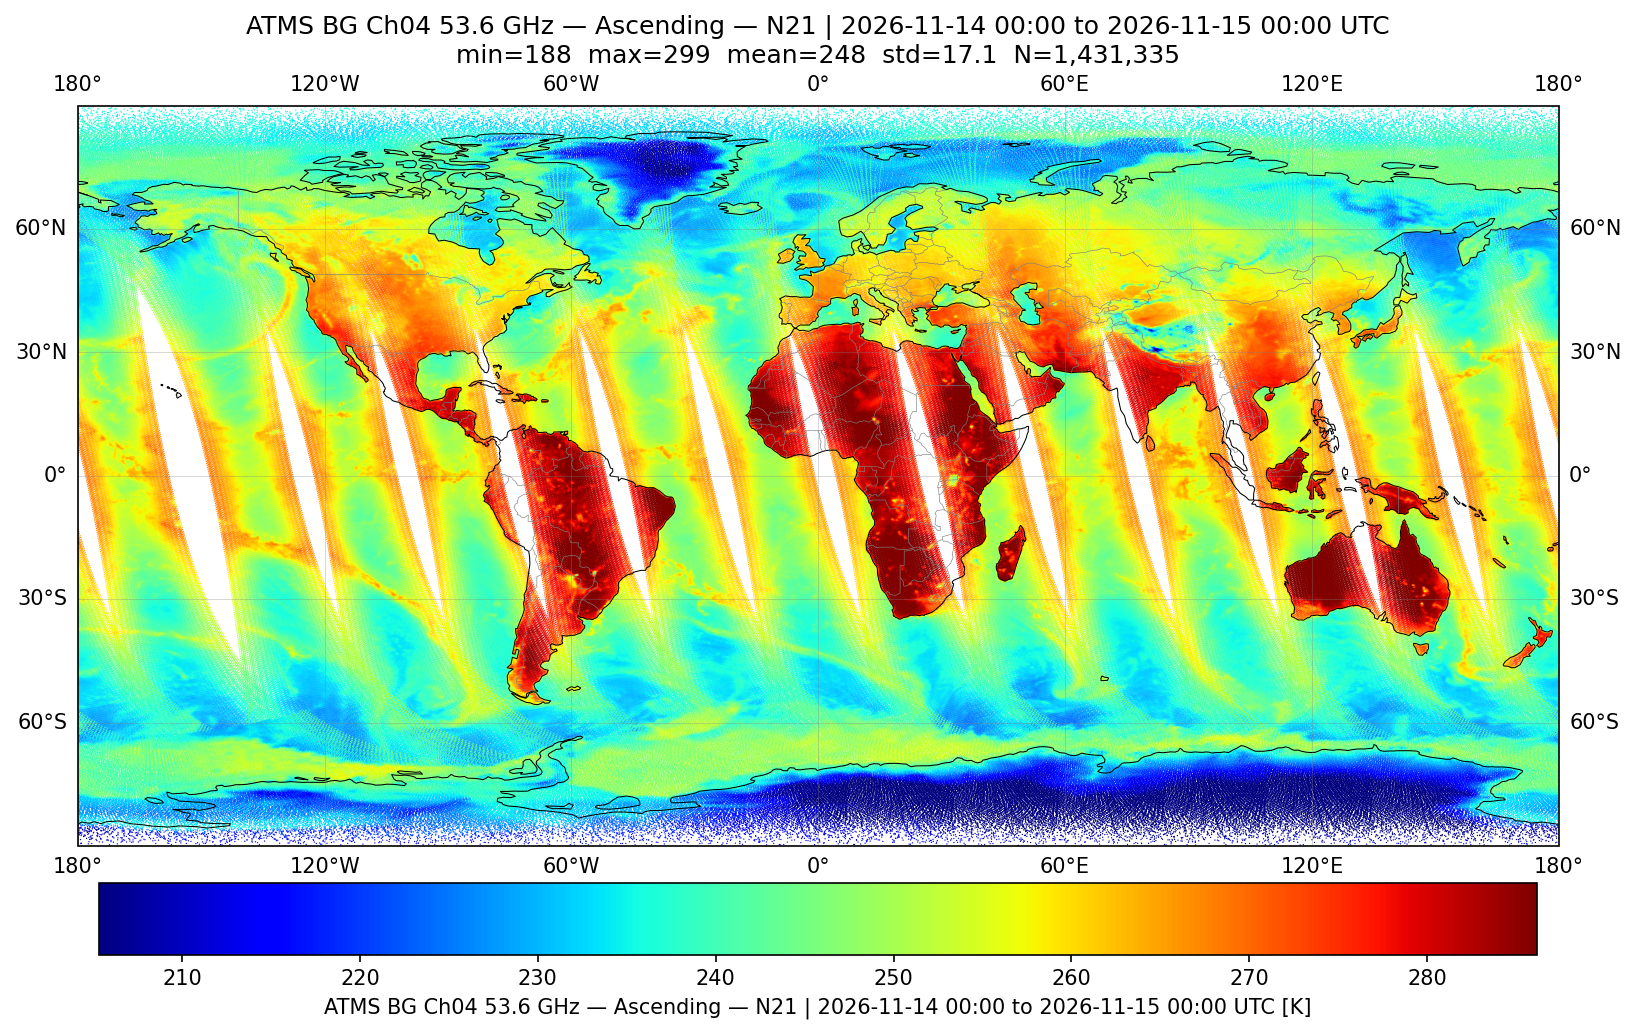 ATMS BG Ch04 53.6 GHz — Ascending — N21 | 2026-11-14 00:00 to 2026-11-15 00:00 UTC
min=188 max=299 mean=248 std=17.1 N=1,431,335
180° 120°W 60°W 0° 60°E 120°E 180°
60°N 60°N
30°N 30°N
0° 0°
30°S 30°S
60°S 60°S
180° 120°W 60°W 0° 60°E 120°E 180°
210 220 230 240 250 260 270 280
ATMS BG Ch04 53.6 GHz — Ascending — N21 | 2026-11-14 00:00 to 2026-11-15 00:00 UTC [K]